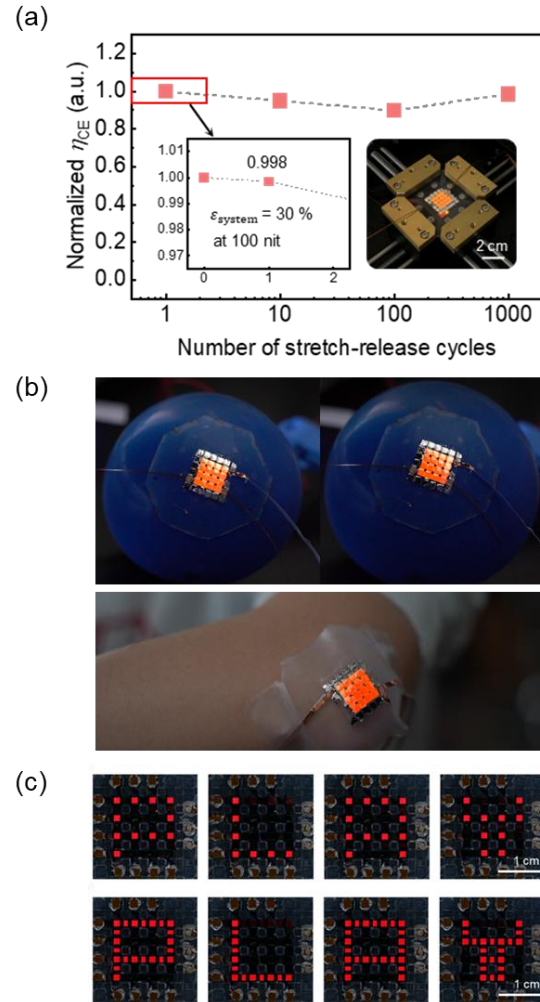 (a)
Normalized η_CE (a.u.)
1.2
1.0
0.8
0.6
0.4
0.2
0.0
1.01
1.00
0.99
0.98
0.97
0.998
ε_system = 30 %
at 100 nit
0 1 2
2 cm
1 10 100 1000
Number of stretch-release cycles
(b)
(c)
1 cm
1 cm